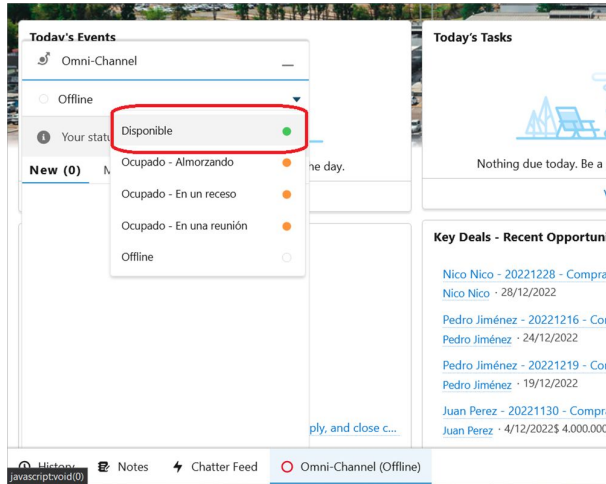 Today's Events
Omni-Channel
Offline
Your statu
Disponible
Ocupado - Almorzando
Ocupado - En un receso
Ocupado - En una reunión
Offline
New (0)
he day.
ply, and close c...
Today's Tasks
Nothing due today. Be a
Key Deals - Recent Opportuni
Nico Nico - 20221228 - Compra
Nico Nico · 28/12/2022
Pedro Jiménez - 20221216 - Co
Pedro Jiménez · 24/12/2022
Pedro Jiménez - 20221219 - Co
Pedro Jiménez · 19/12/2022
Juan Perez - 20221130 - Compr
Juan Perez · 4/12/2022$ 4.000.000
History
Notes
Chatter Feed
Omni-Channel (Offline)
javascript:void(0)